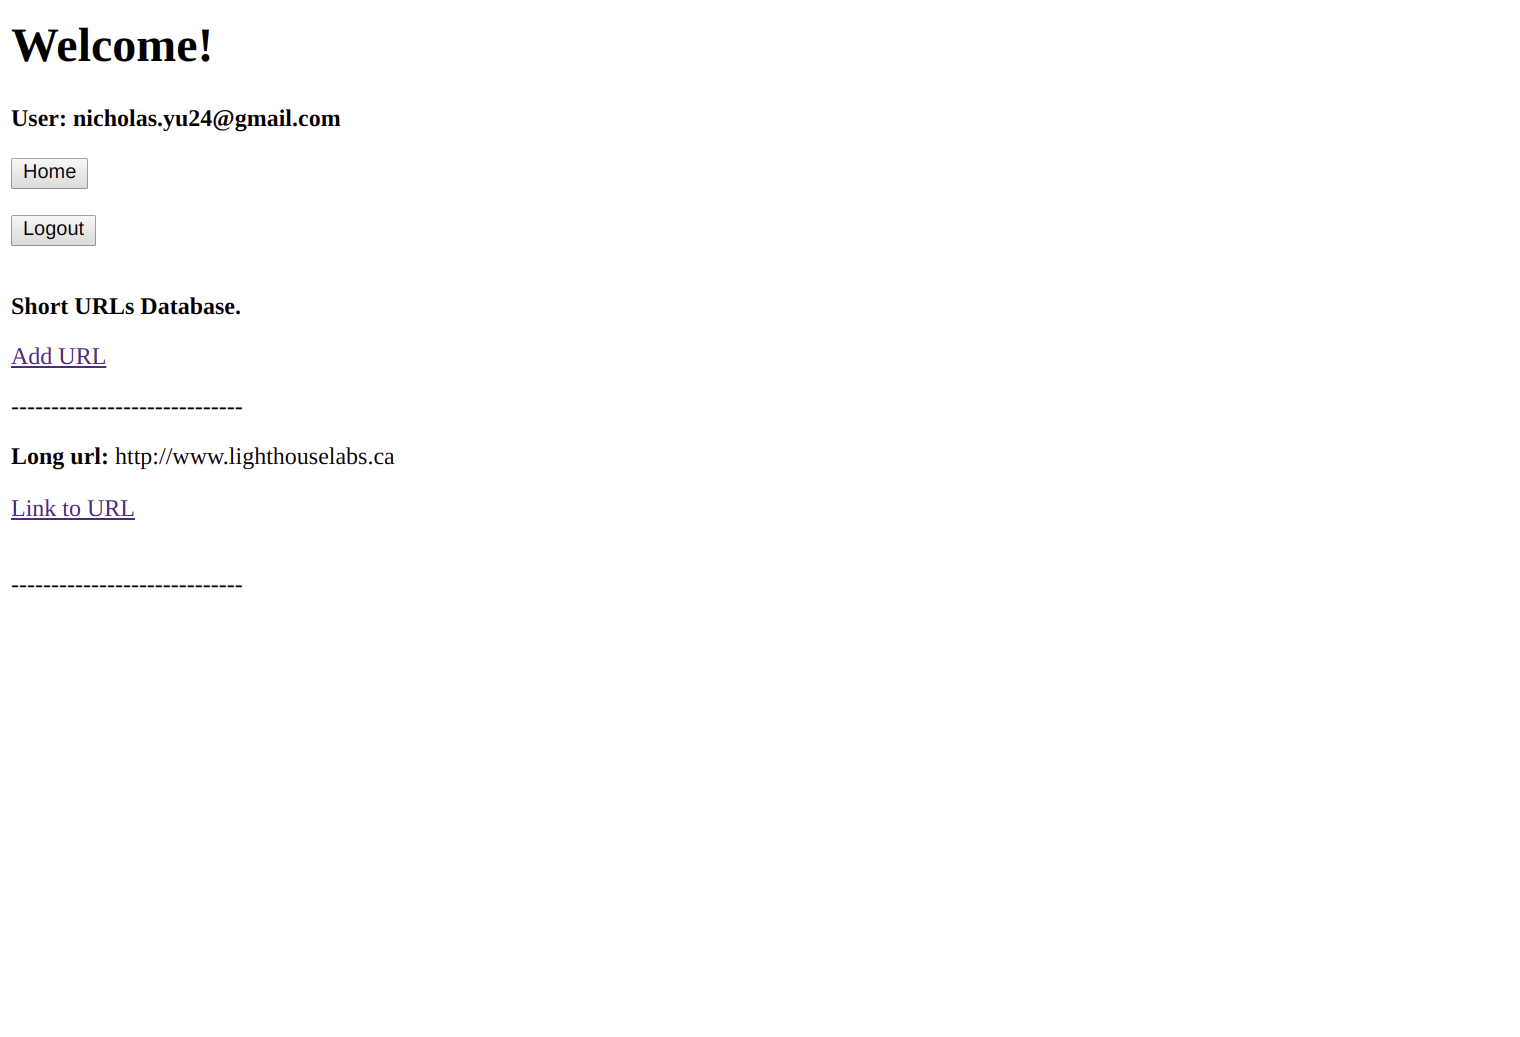 Welcome!
User: nicholas.yu24@gmail.com
Home
Logout
Short URLs Database.
Add URL
-----------------------------
Long url: http://www.lighthouselabs.ca
Link to URL
-----------------------------